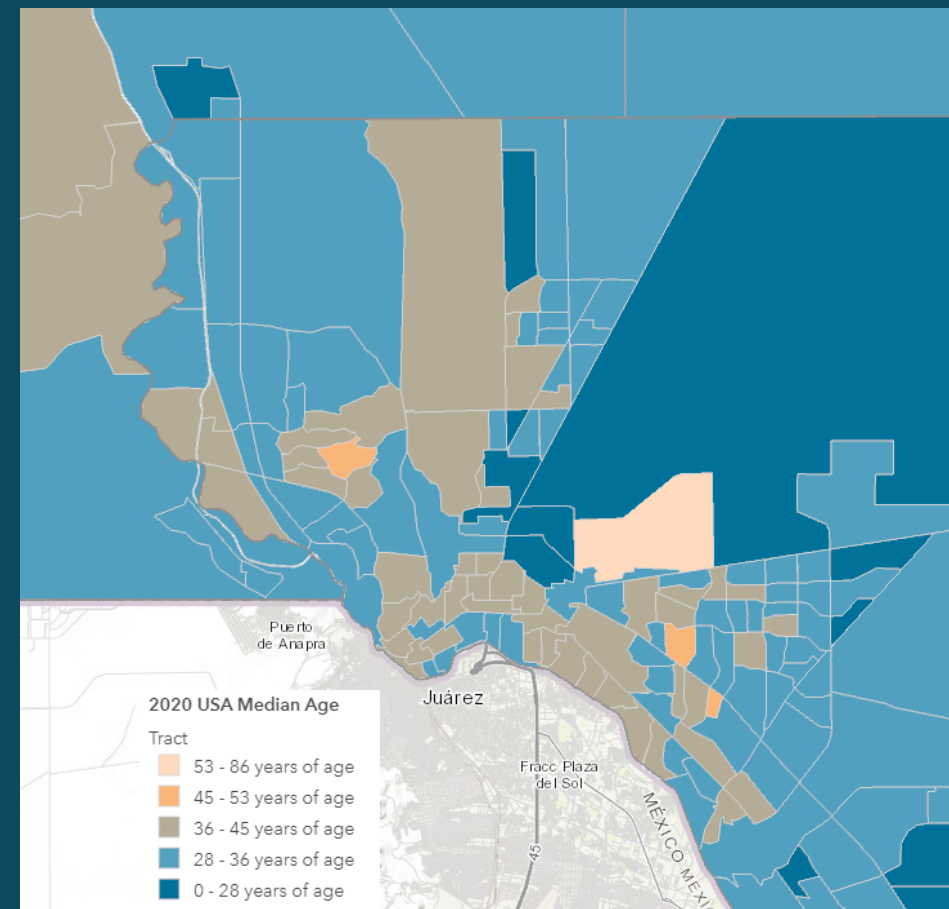 Puerto
de Anapra
Juárez
2020 USA Median Age
Tract
53 - 86 years of age
45 - 53 years of age
36 - 45 years of age
28 - 36 years of age
0 - 28 years of age
Fracc Plaza
del Sol
45
MÉXICO MEXI